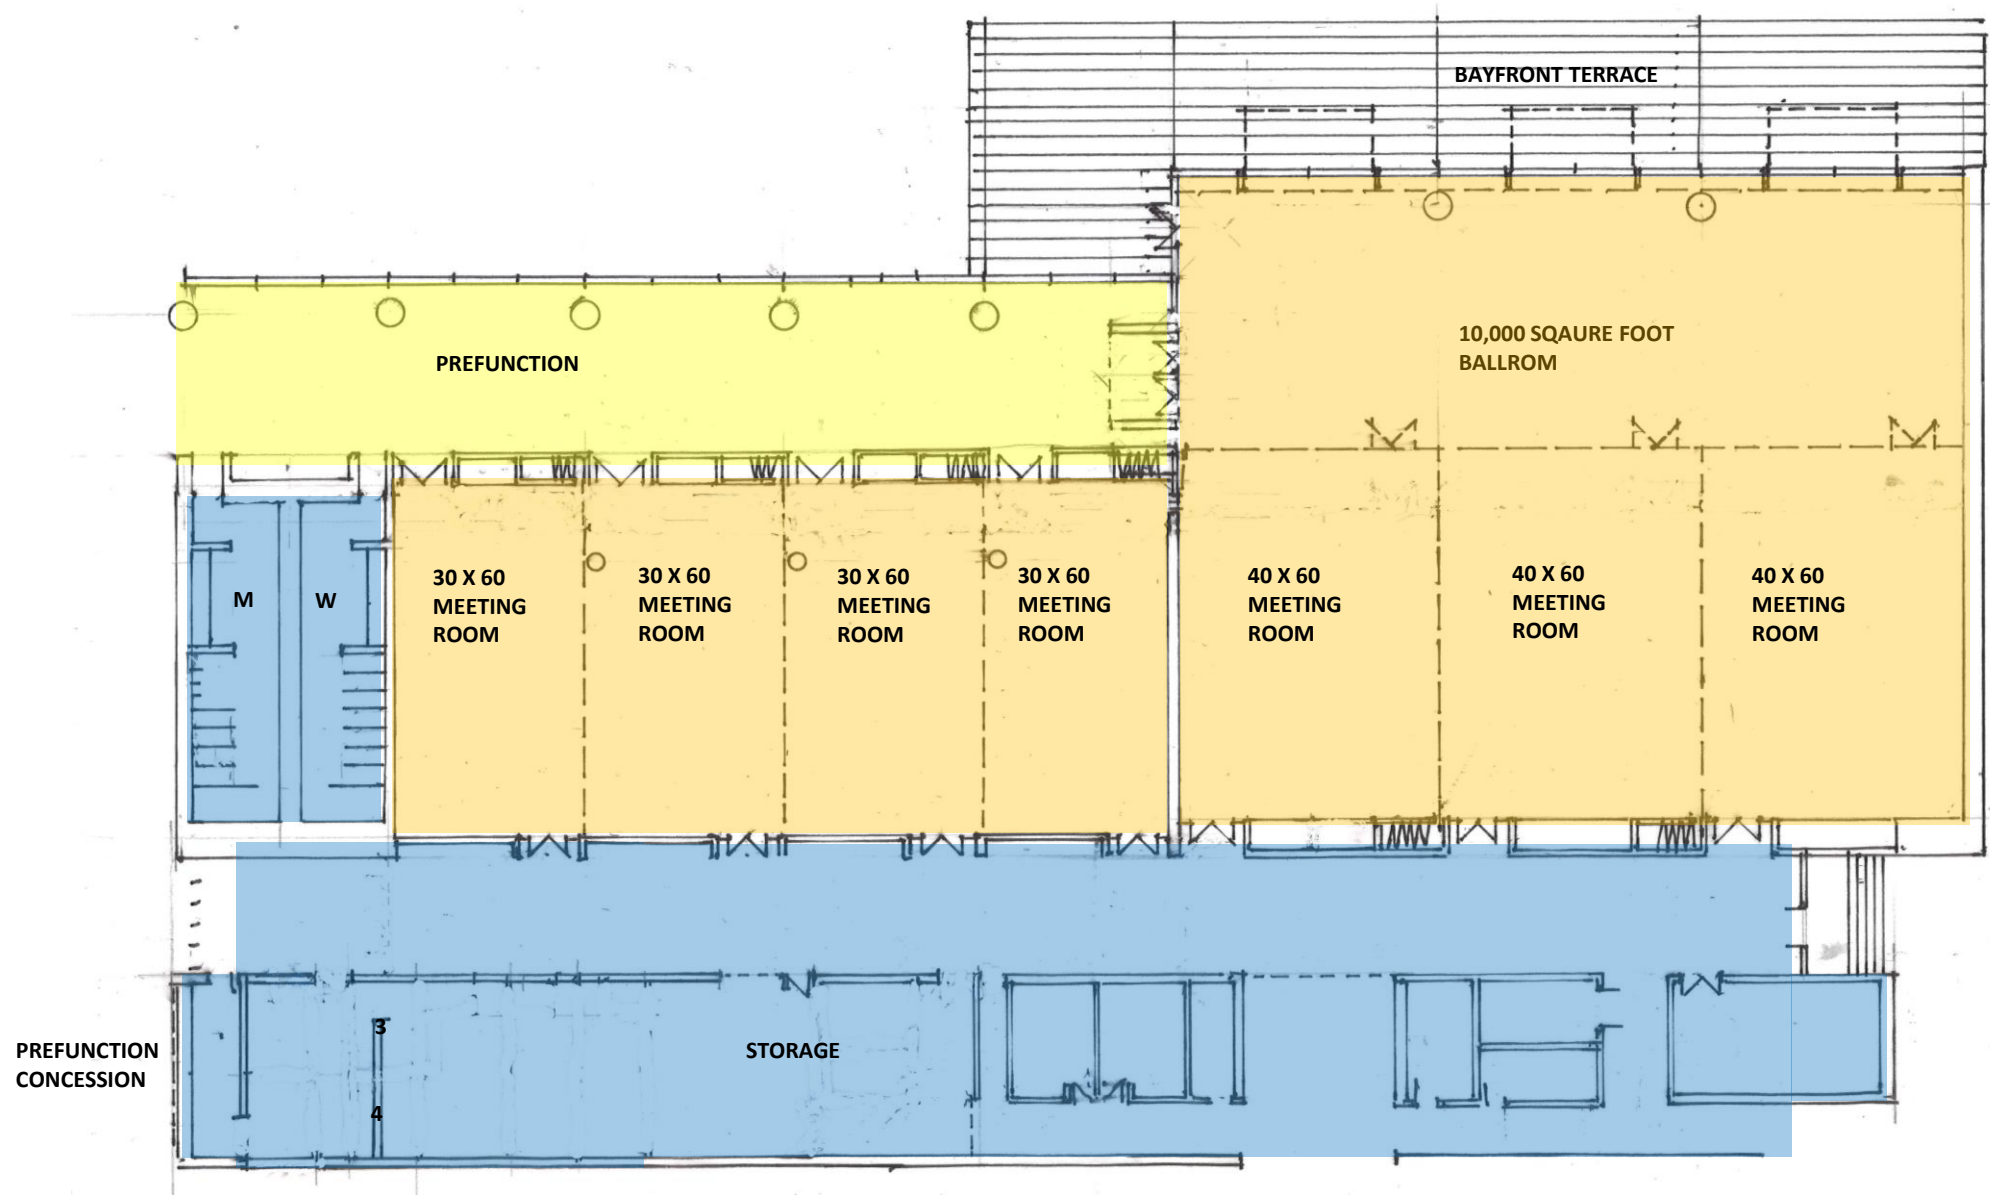 BAYFRONT TERRACE
10,000 SQAURE FOOT
BALLROM
PREFUNCTION
M
W
30 X 60
MEETING
ROOM
30 X 60
MEETING
ROOM
30 X 60
MEETING
ROOM
30 X 60
MEETING
ROOM
40 X 60
MEETING
ROOM
40 X 60
MEETING
ROOM
40 X 60
MEETING
ROOM
3
4
PREFUNCTION
CONCESSION
STORAGE